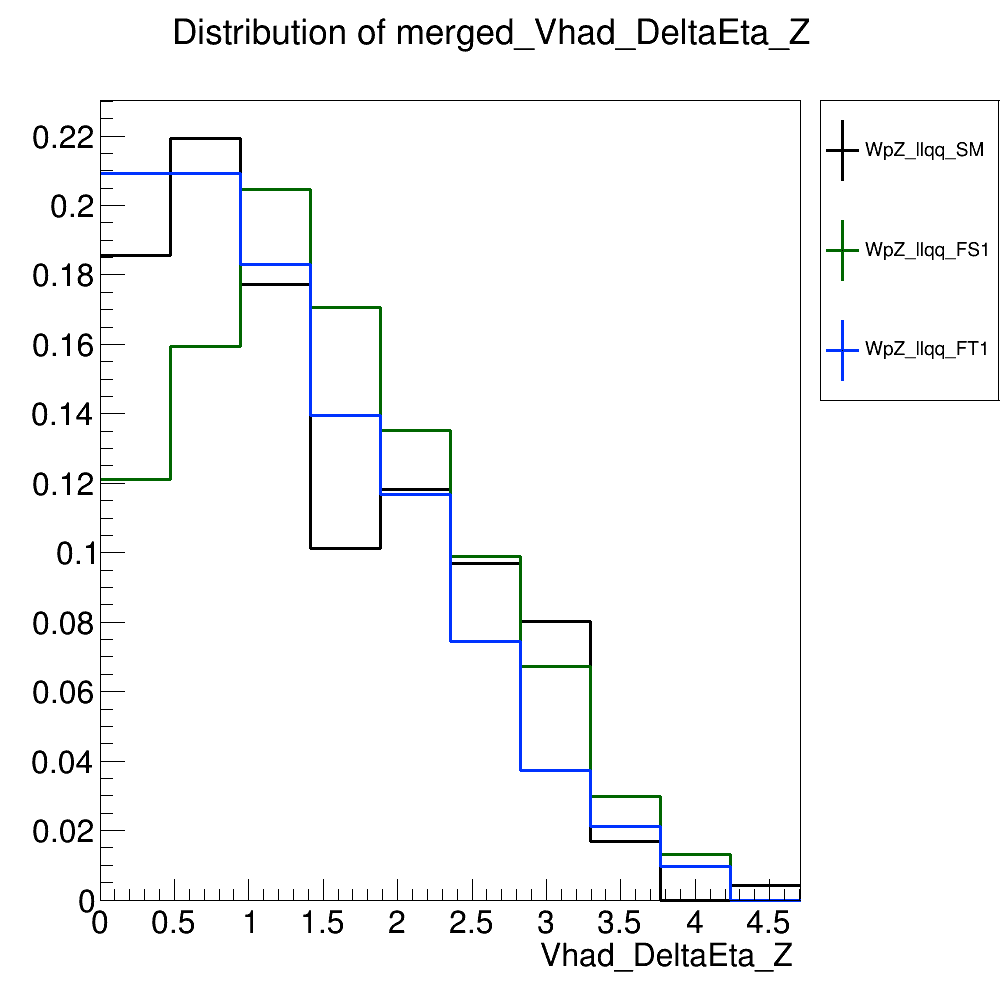 Distribution of merged_Vhad_DeltaEta_Z
0.22
0.2
0.18
0.16
0.14
0.12
0.1
0.08
0.06
0.04
0.02
0
0 0.5 1 1.5 2 2.5 3 3.5 4 4.5
Vhad_DeltaEta_Z
WpZ_llqq_SM
WpZ_llqq_FS1
WpZ_llqq_FT1